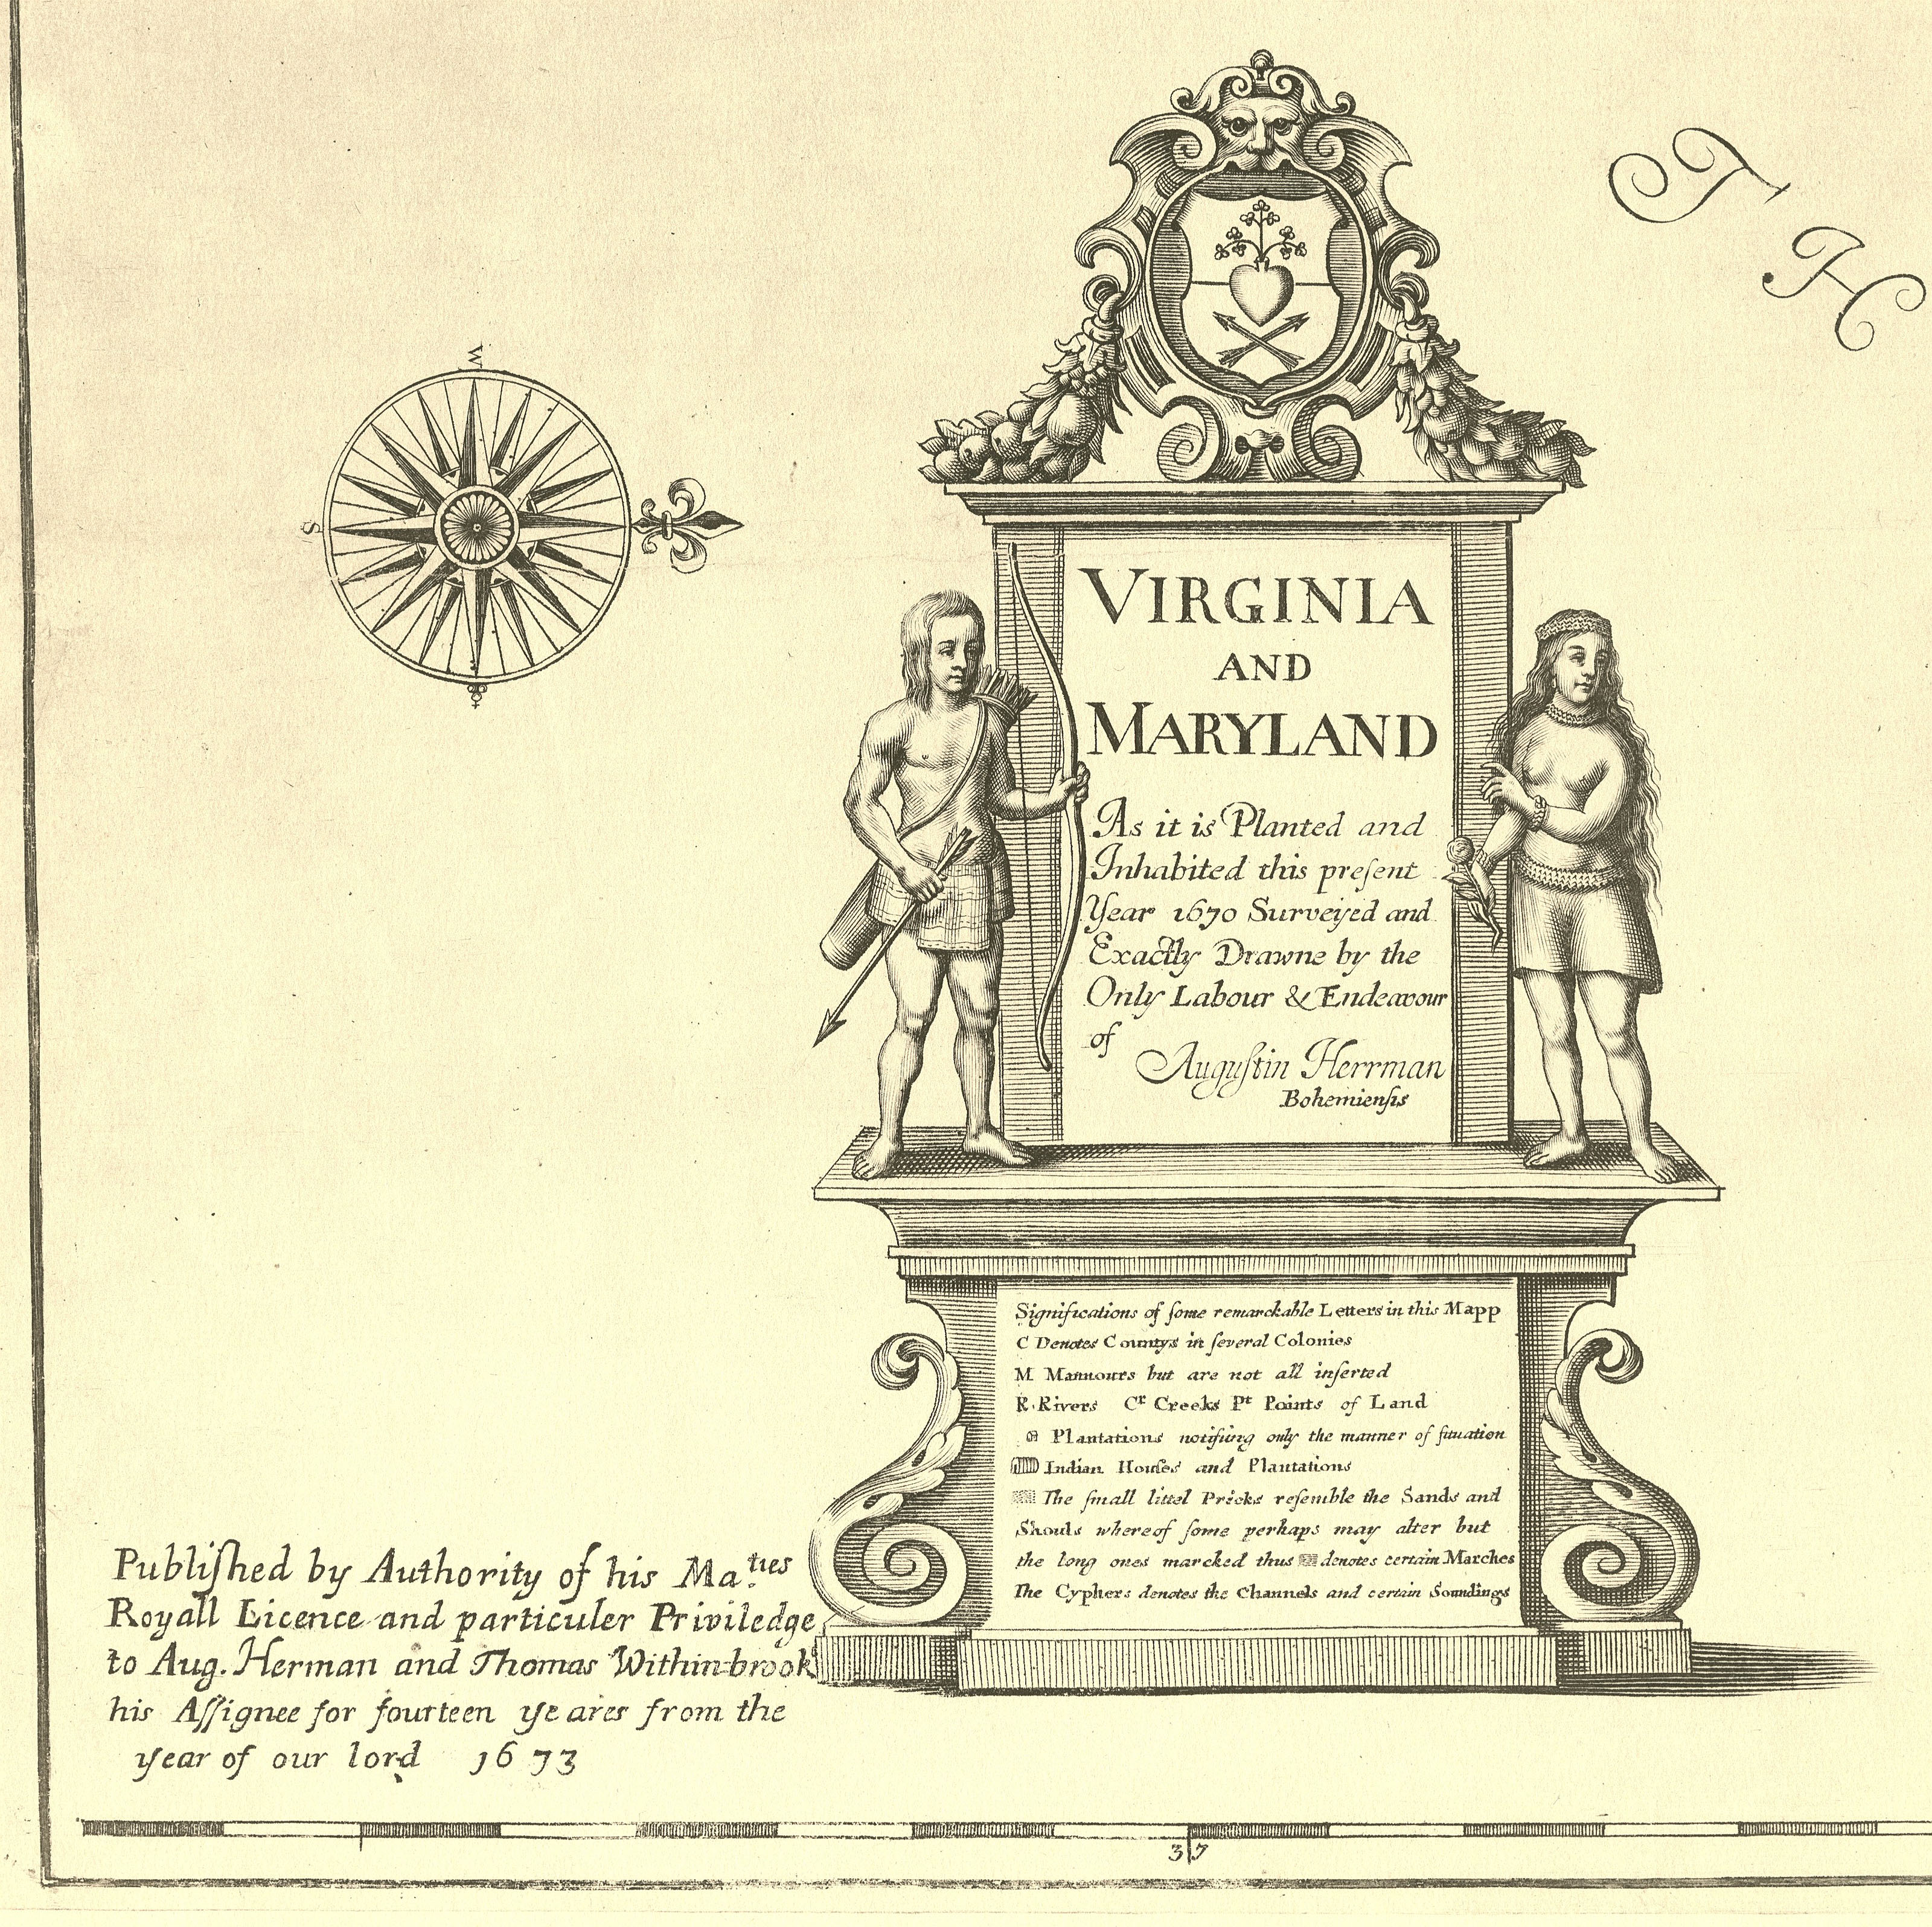 W
S
T
H
VIRGINIA
AND
MARYLAND
As it is Planted and
Inhabited this preſent
Year 1670 Surveyed and
Exactly Drawne by the
Only Labour & Endeavour
of
Auguſtin Herrman
Bohemienſis
Significations of ſome remarckable Letters in this Mapp
C Denotes Countys in ſeveral Colonies
M Mannours but are not all inſerted
R. Rivers Cr Creeks Pt Points of Land
Plantations notifiing only the manner of ſituation
Indian Houſes and Plantations
The ſmall littel Pricks reſemble the Sands and
Shouls whereof ſome perhaps may alter but
the long ones marcked thus denotes certain Marches
The Cyphers denotes the Channels and certain Soundings
Publiſhed by Authority of his Ma.ties
Royall Licence and particuler Priviledge
to Aug. Herman and Thomas Withinbrook
his Aſſignee for fourteen yeares from the
year of our lord 1673
37